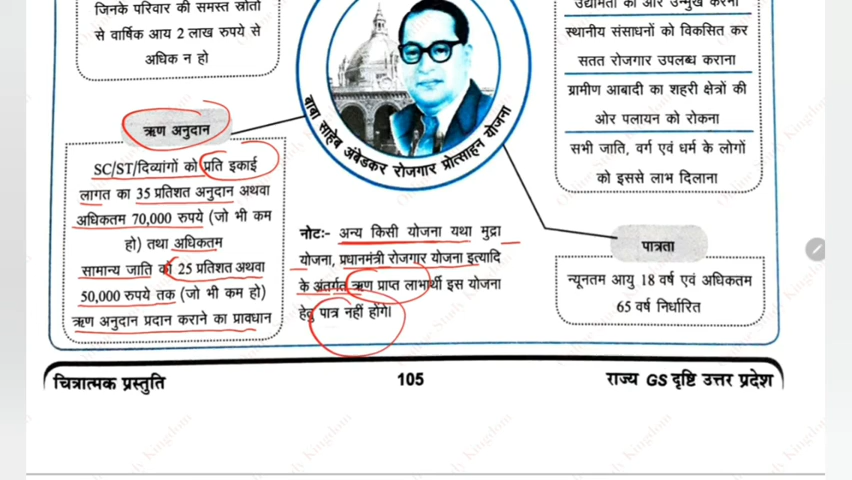 जिनके परिवार की समस्त स्रोतों
से वार्षिक आय 2 लाख रुपये से
अधिक न हो
ऋण अनुदान
SC/ST/दिव्यांगों को प्रति इकाई
लागत का 35 प्रतिशत अनुदान अथवा
अधिकतम 70,000 रुपये (जो भी कम
हो) तथा अधिकतम
सामान्य जाति को 25 प्रतिशत अथवा
50,000 रुपये तक (जो भी कम हो)
ऋण अनुदान प्रदान कराने का प्रावधान
बाबा साहेब अंबेडकर रोजगार प्रोत्साहन योजना
नोटः- अन्य किसी योजना यथा मुद्रा
योजना, प्रधानमंत्री रोजगार योजना इत्यादि
के अंतर्गत ऋण प्राप्त लाभार्थी इस योजना
हेतु पात्र नहीं होंगे।
उद्यमिता की ओर उन्मुख करना
स्थानीय संसाधनों को विकसित कर
सतत रोजगार उपलब्ध कराना
ग्रामीण आबादी का शहरी क्षेत्रों की
ओर पलायन को रोकना
सभी जाति, वर्ग एवं धर्म के लोगों
को इससे लाभ दिलाना
पात्रता
न्यूनतम आयु 18 वर्ष एवं अधिकतम
65 वर्ष निर्धारित
चित्रात्मक प्रस्तुति
105
राज्य GS दृष्टि उत्तर प्रदेश